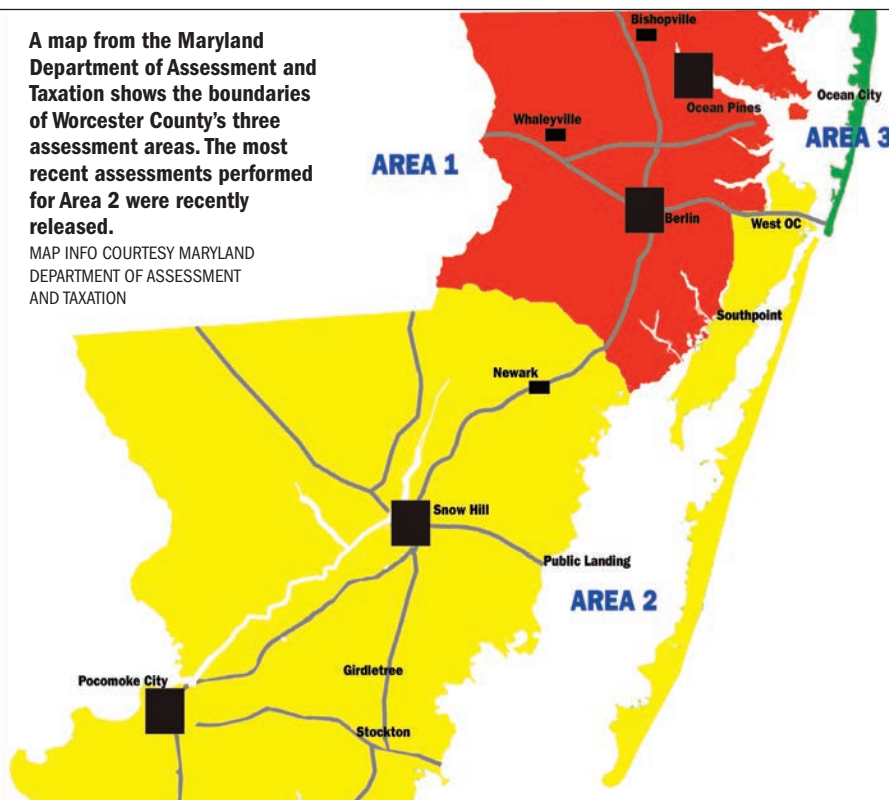 A map from the Maryland
Department of Assessment and
Taxation shows the boundaries
of Worcester County's three
assessment areas. The most
recent assessments performed
for Area 2 were recently
released.
MAP INFO COURTESY MARYLAND
DEPARTMENT OF ASSESSMENT
AND TAXATION
Bishopville
Ocean Pines
Ocean City
Whaleyville
AREA 1
AREA 3
Berlin
West OC
Southpoint
Newark
Snow Hill
Public Landing
AREA 2
Girdletree
Pocomoke City
Stockton